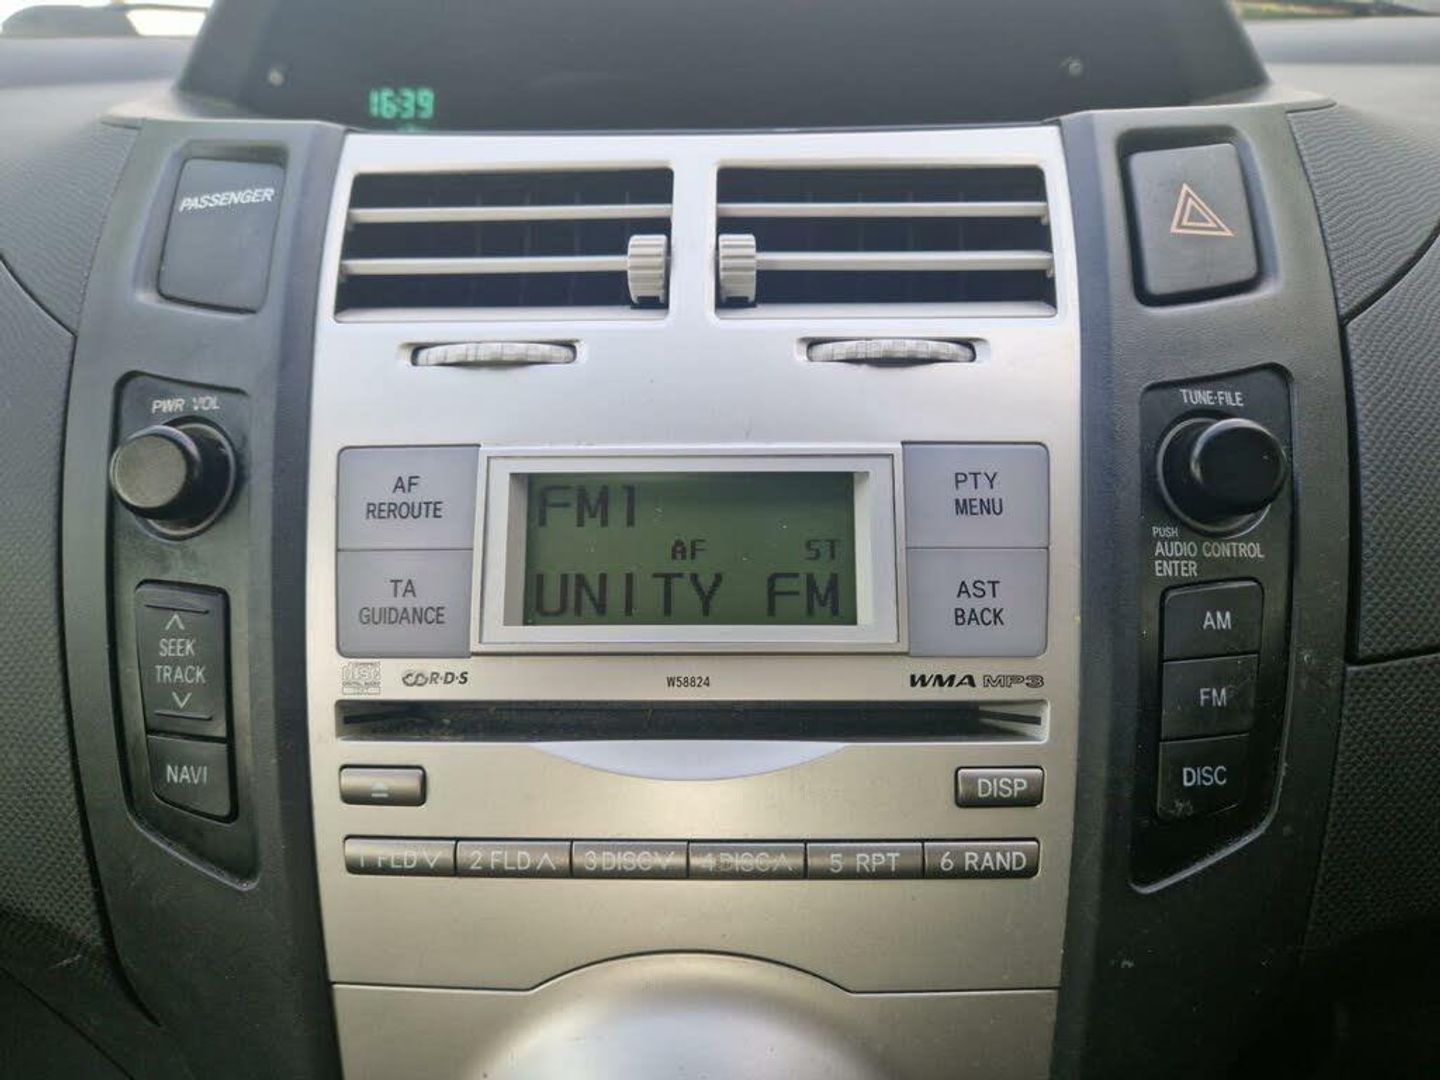 16:39
PASSENGER
PWR VOL
TUNE·FILE
AF
REROUTE
FM1
AF ST
UNITY FM
PTY
MENU
TA
GUIDANCE
AST
BACK
PUSH
AUDIO CONTROL
ENTER
SEEK
TRACK
NAVI
AM
FM
DISC
R·D·S
W58824
WMA MP3
DISP
1 FLD ∨
2 FLD ∧
3 DISC ∨
4 DISC ∧
5 RPT
6 RAND